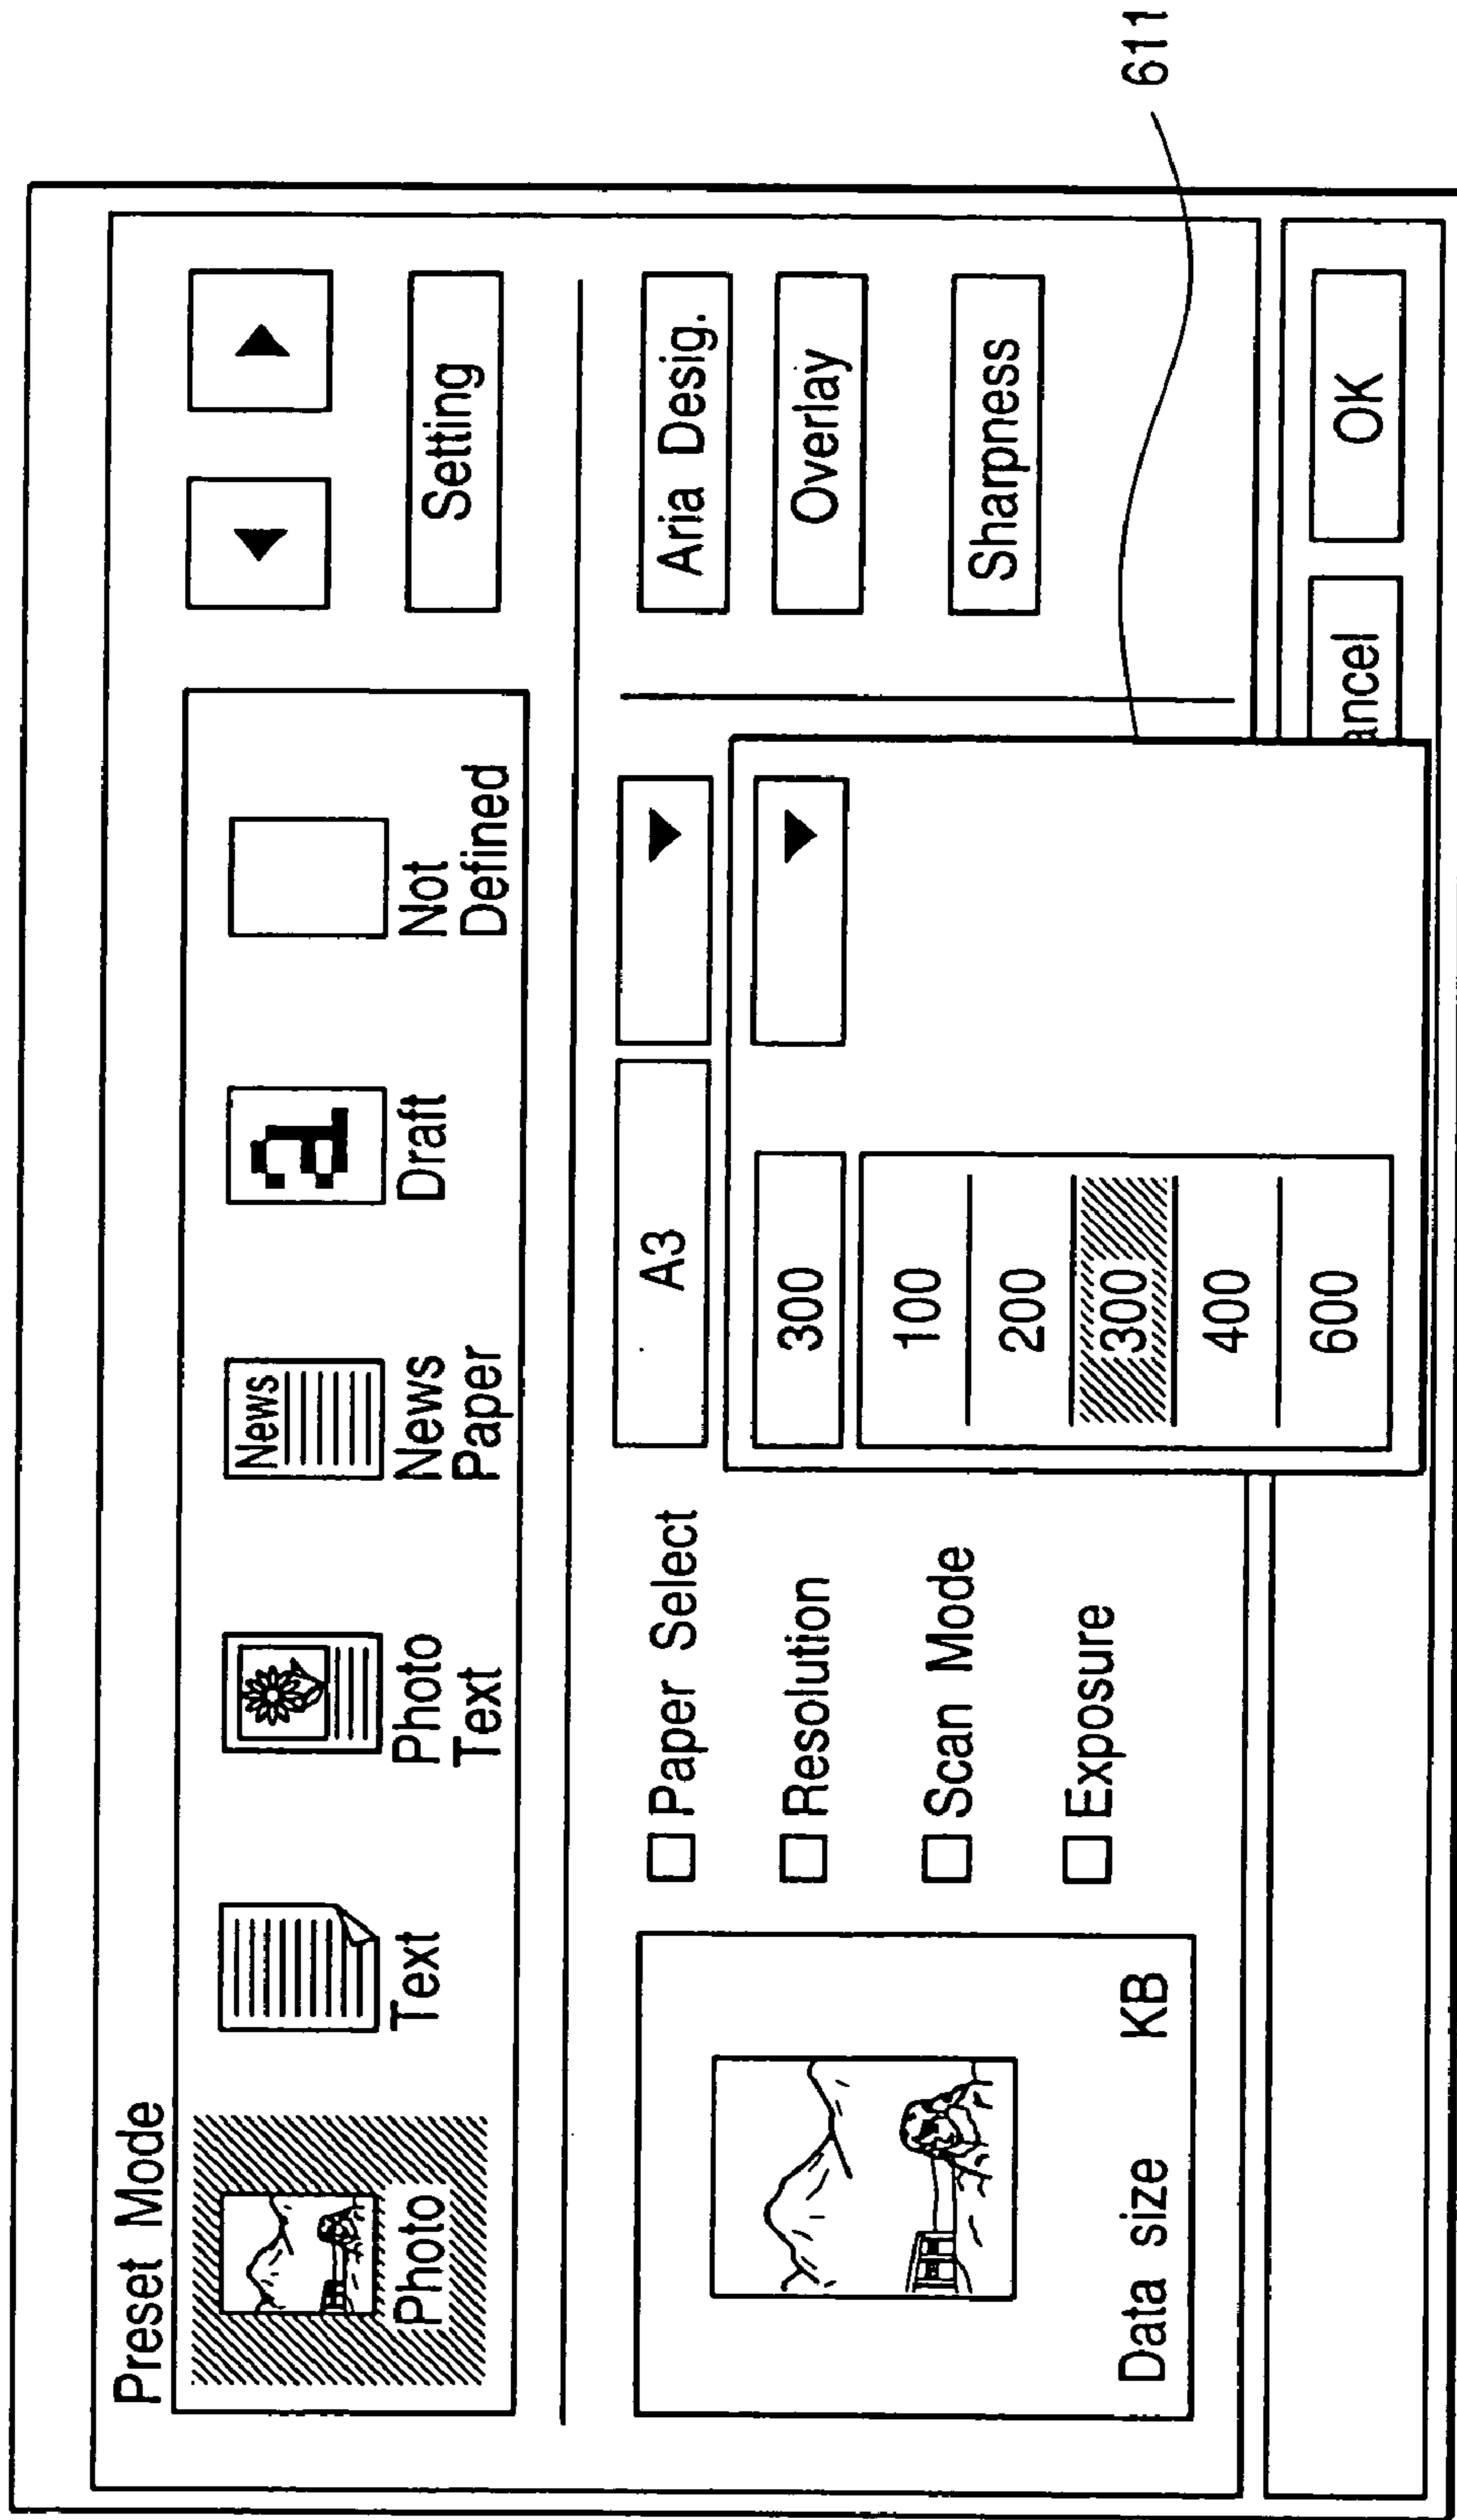 Preset Mode
Photo
Text
Photo
Text
News
News
Paper
Draft
Not
Defined
Setting
Data size KB
Paper Select
Resolution
Scan Mode
Exposure
A3
300
100
200
300
400
600
Aria Desig.
Overlay
Sharpness
ancel
OK
611